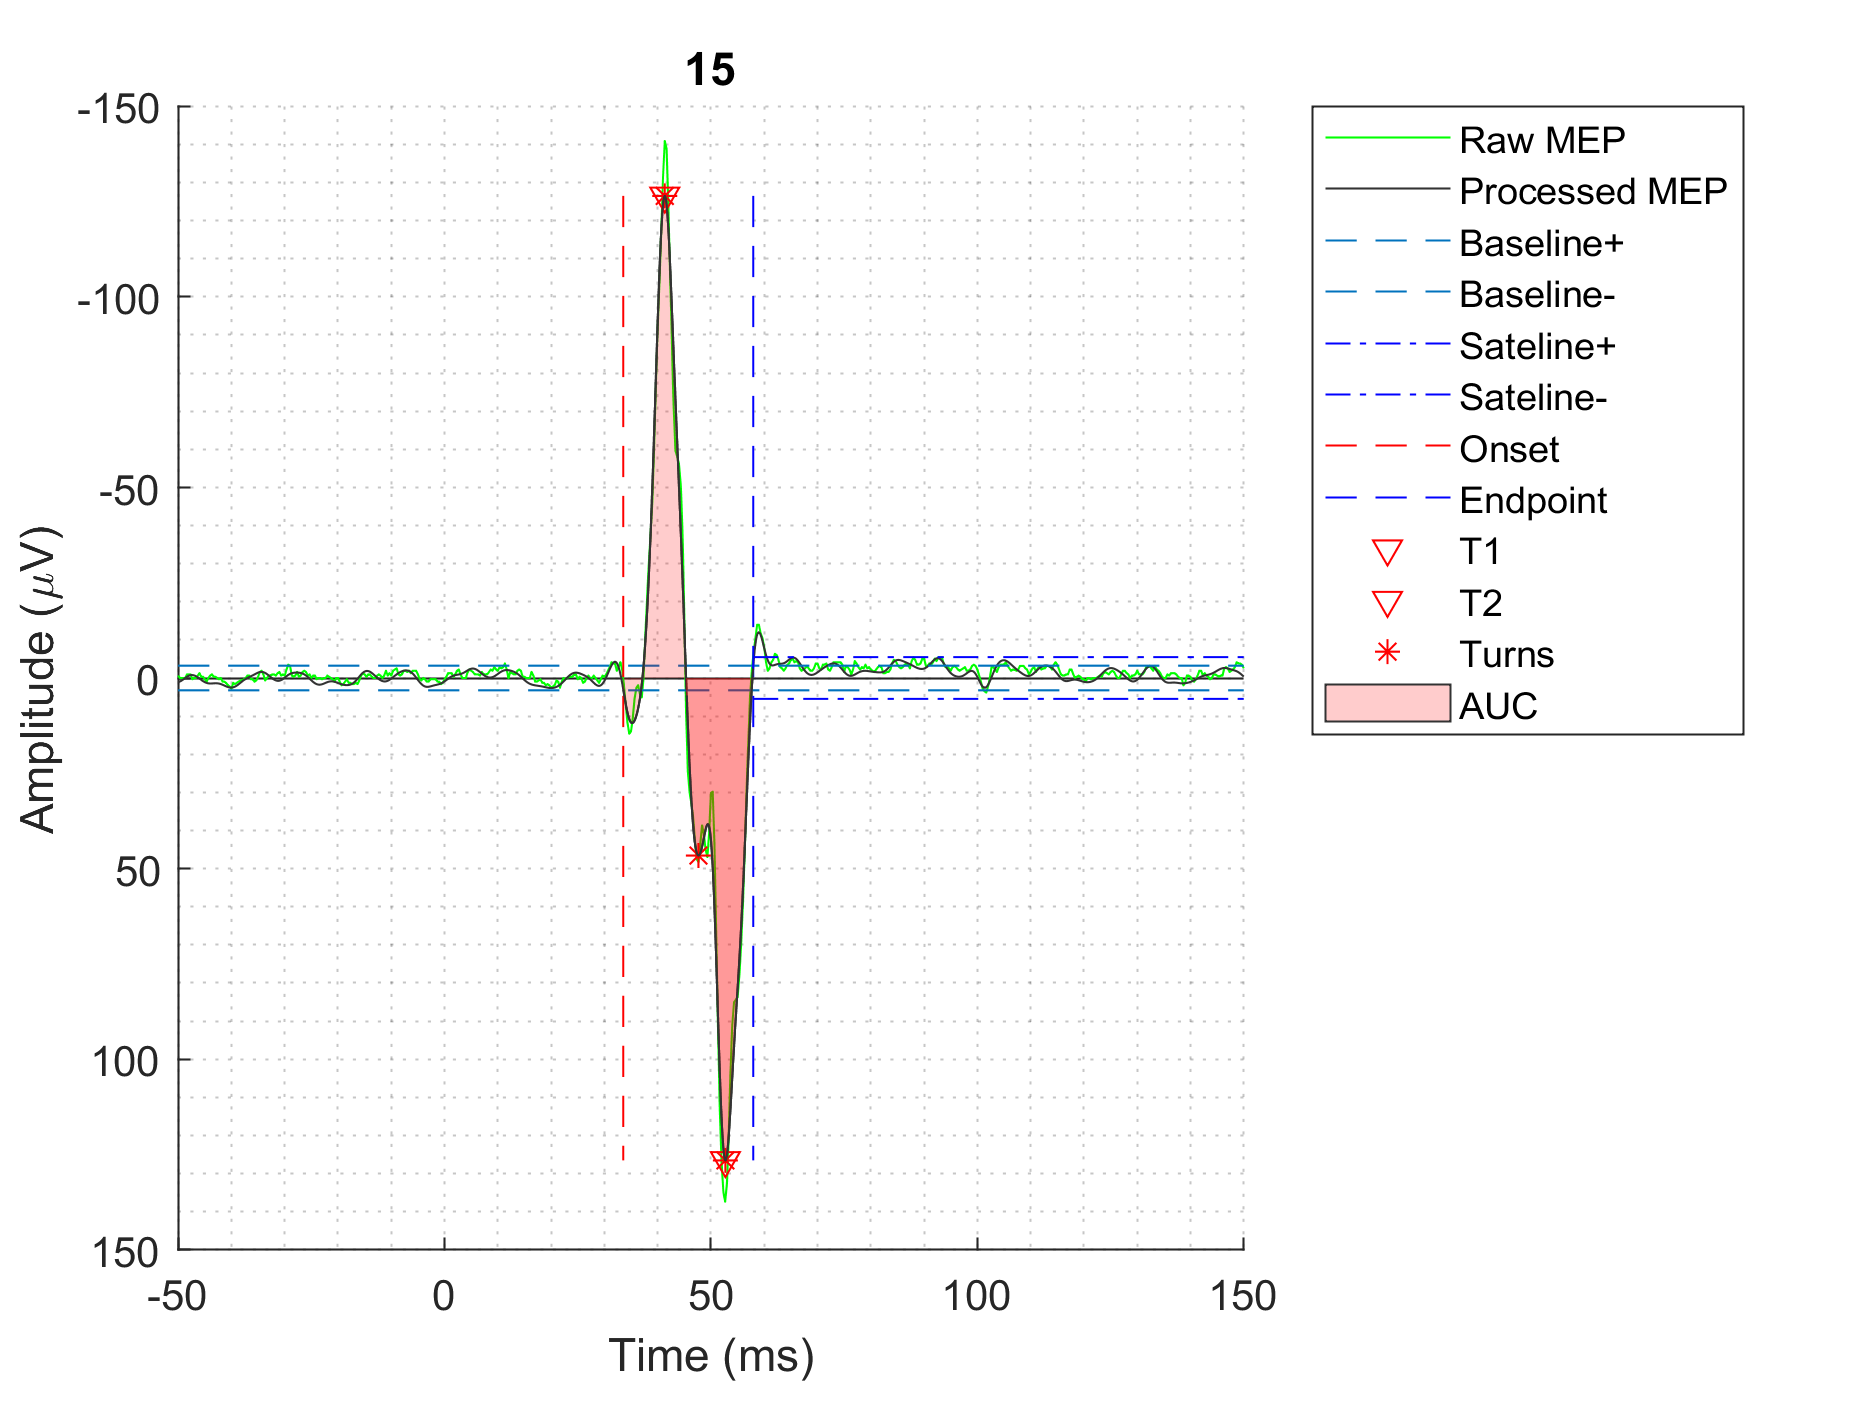 15
-150
-100
-50
0
50
100
150
Amplitude (μV)
-50 0 50 100 150
Time (ms)
Raw MEP
Processed MEP
Baseline+
Baseline-
Sateline+
Sateline-
Onset
Endpoint
T1
T2
Turns
AUC